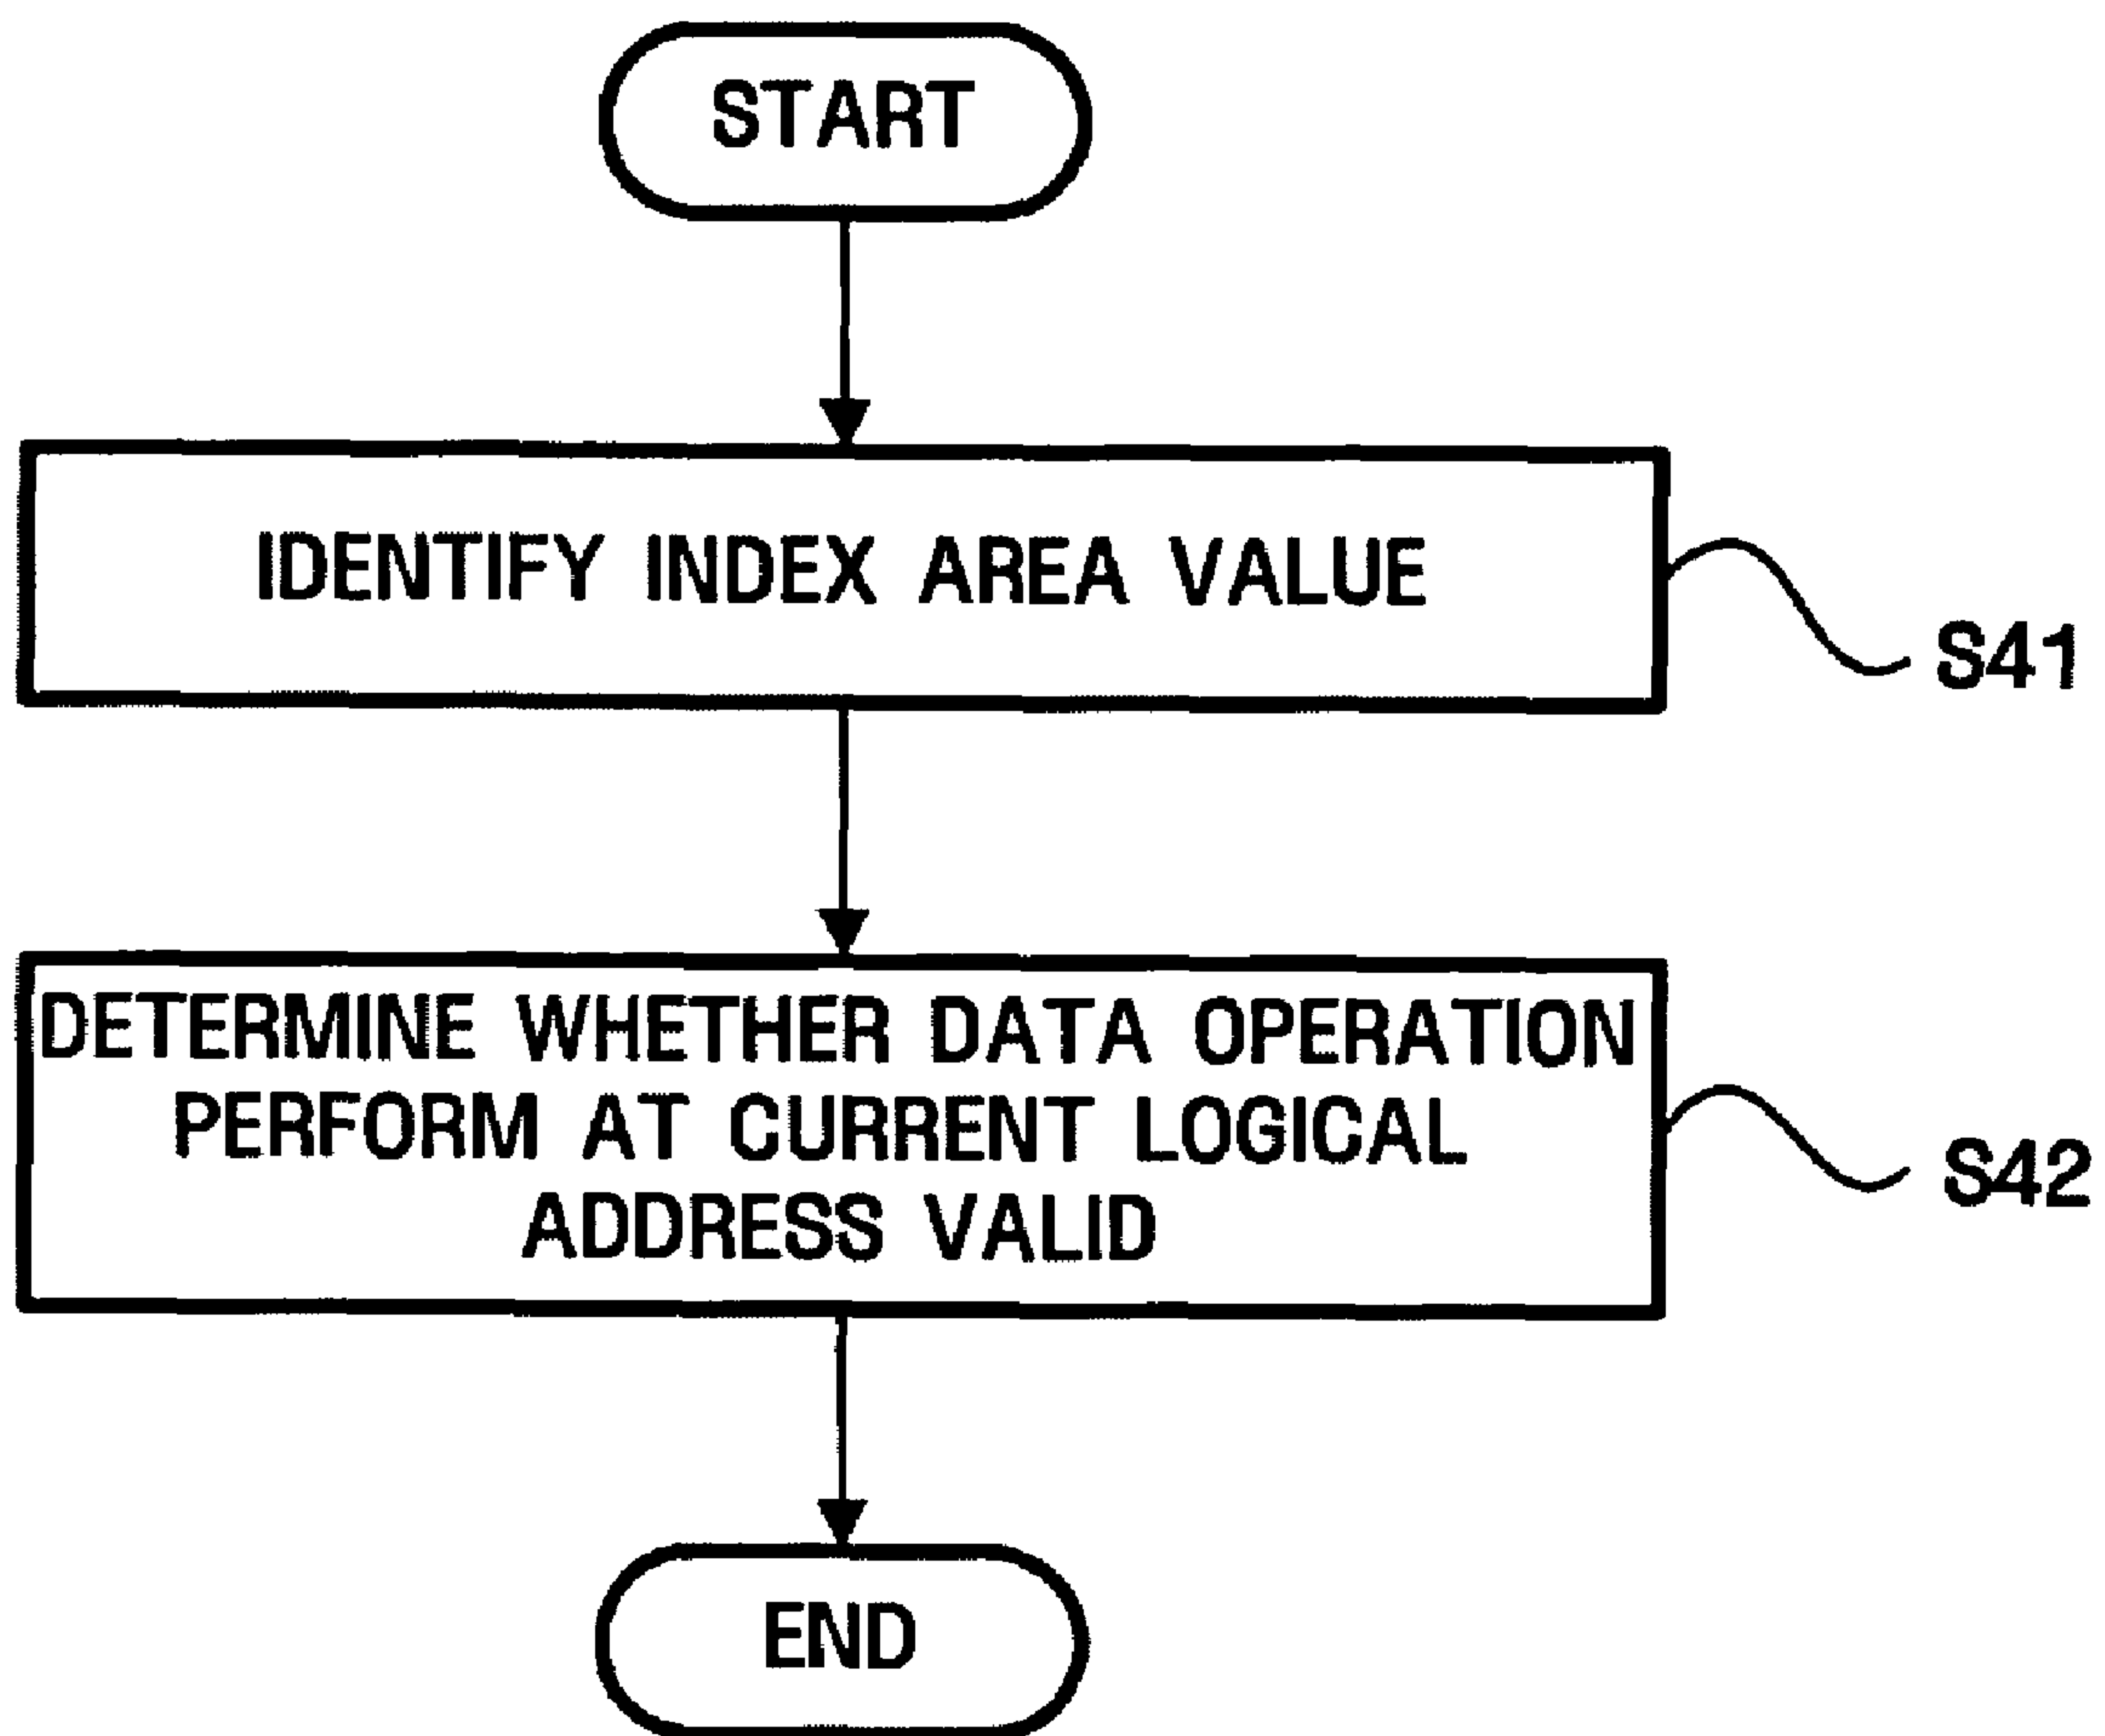 START
IDENTIFY INDEX AREA VALUE
S41
DETERMINE WHETHER DATA OPERATION
PERFORM AT CURRENT LOGICAL
ADDRESS VALID
S42
END